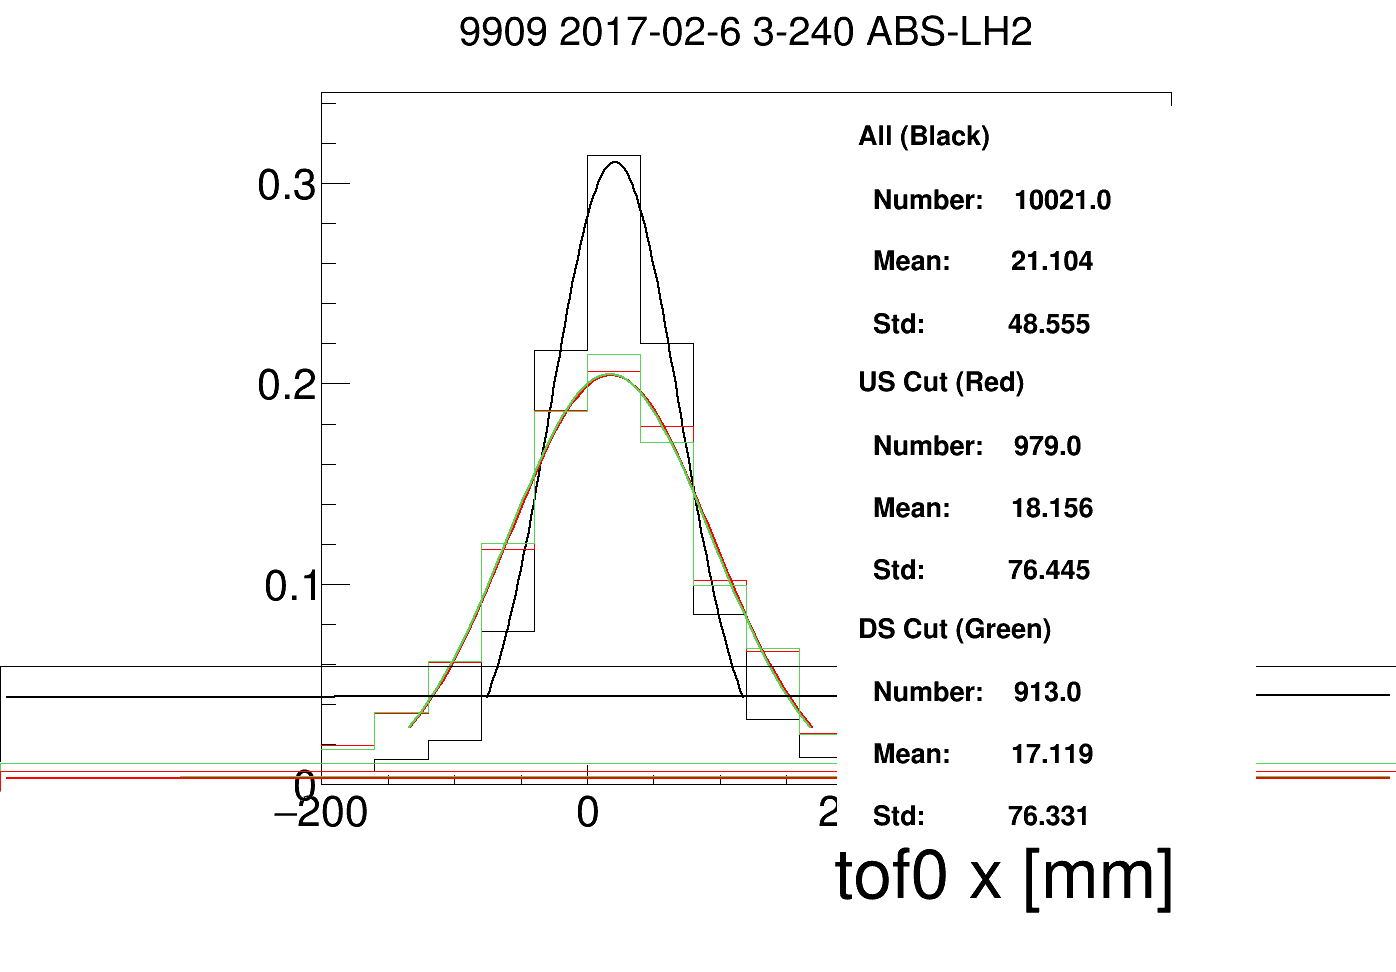 9909 2017-02-6 3-240 ABS-LH2
All (Black)
Number: 10021.0
Mean: 21.104
Std: 48.555
US Cut (Red)
Number: 979.0
Mean: 18.156
Std: 76.445
DS Cut (Green)
Number: 913.0
Mean: 17.119
Std: 76.331
0.3
0.2
0.1
0
−200 0 2
tof0 x [mm]